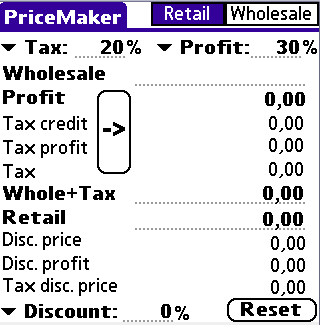 PriceMaker Retail Wholesale
Tax: 20% Profit: 30%
Wholesale
Profit 0,00
Tax credit 0,00
Tax profit 0,00
Tax 0,00
->
Whole+Tax 0,00
Retail 0,00
Disc. price 0,00
Disc. profit 0,00
Tax disc. price 0,00
Discount: 0% Reset